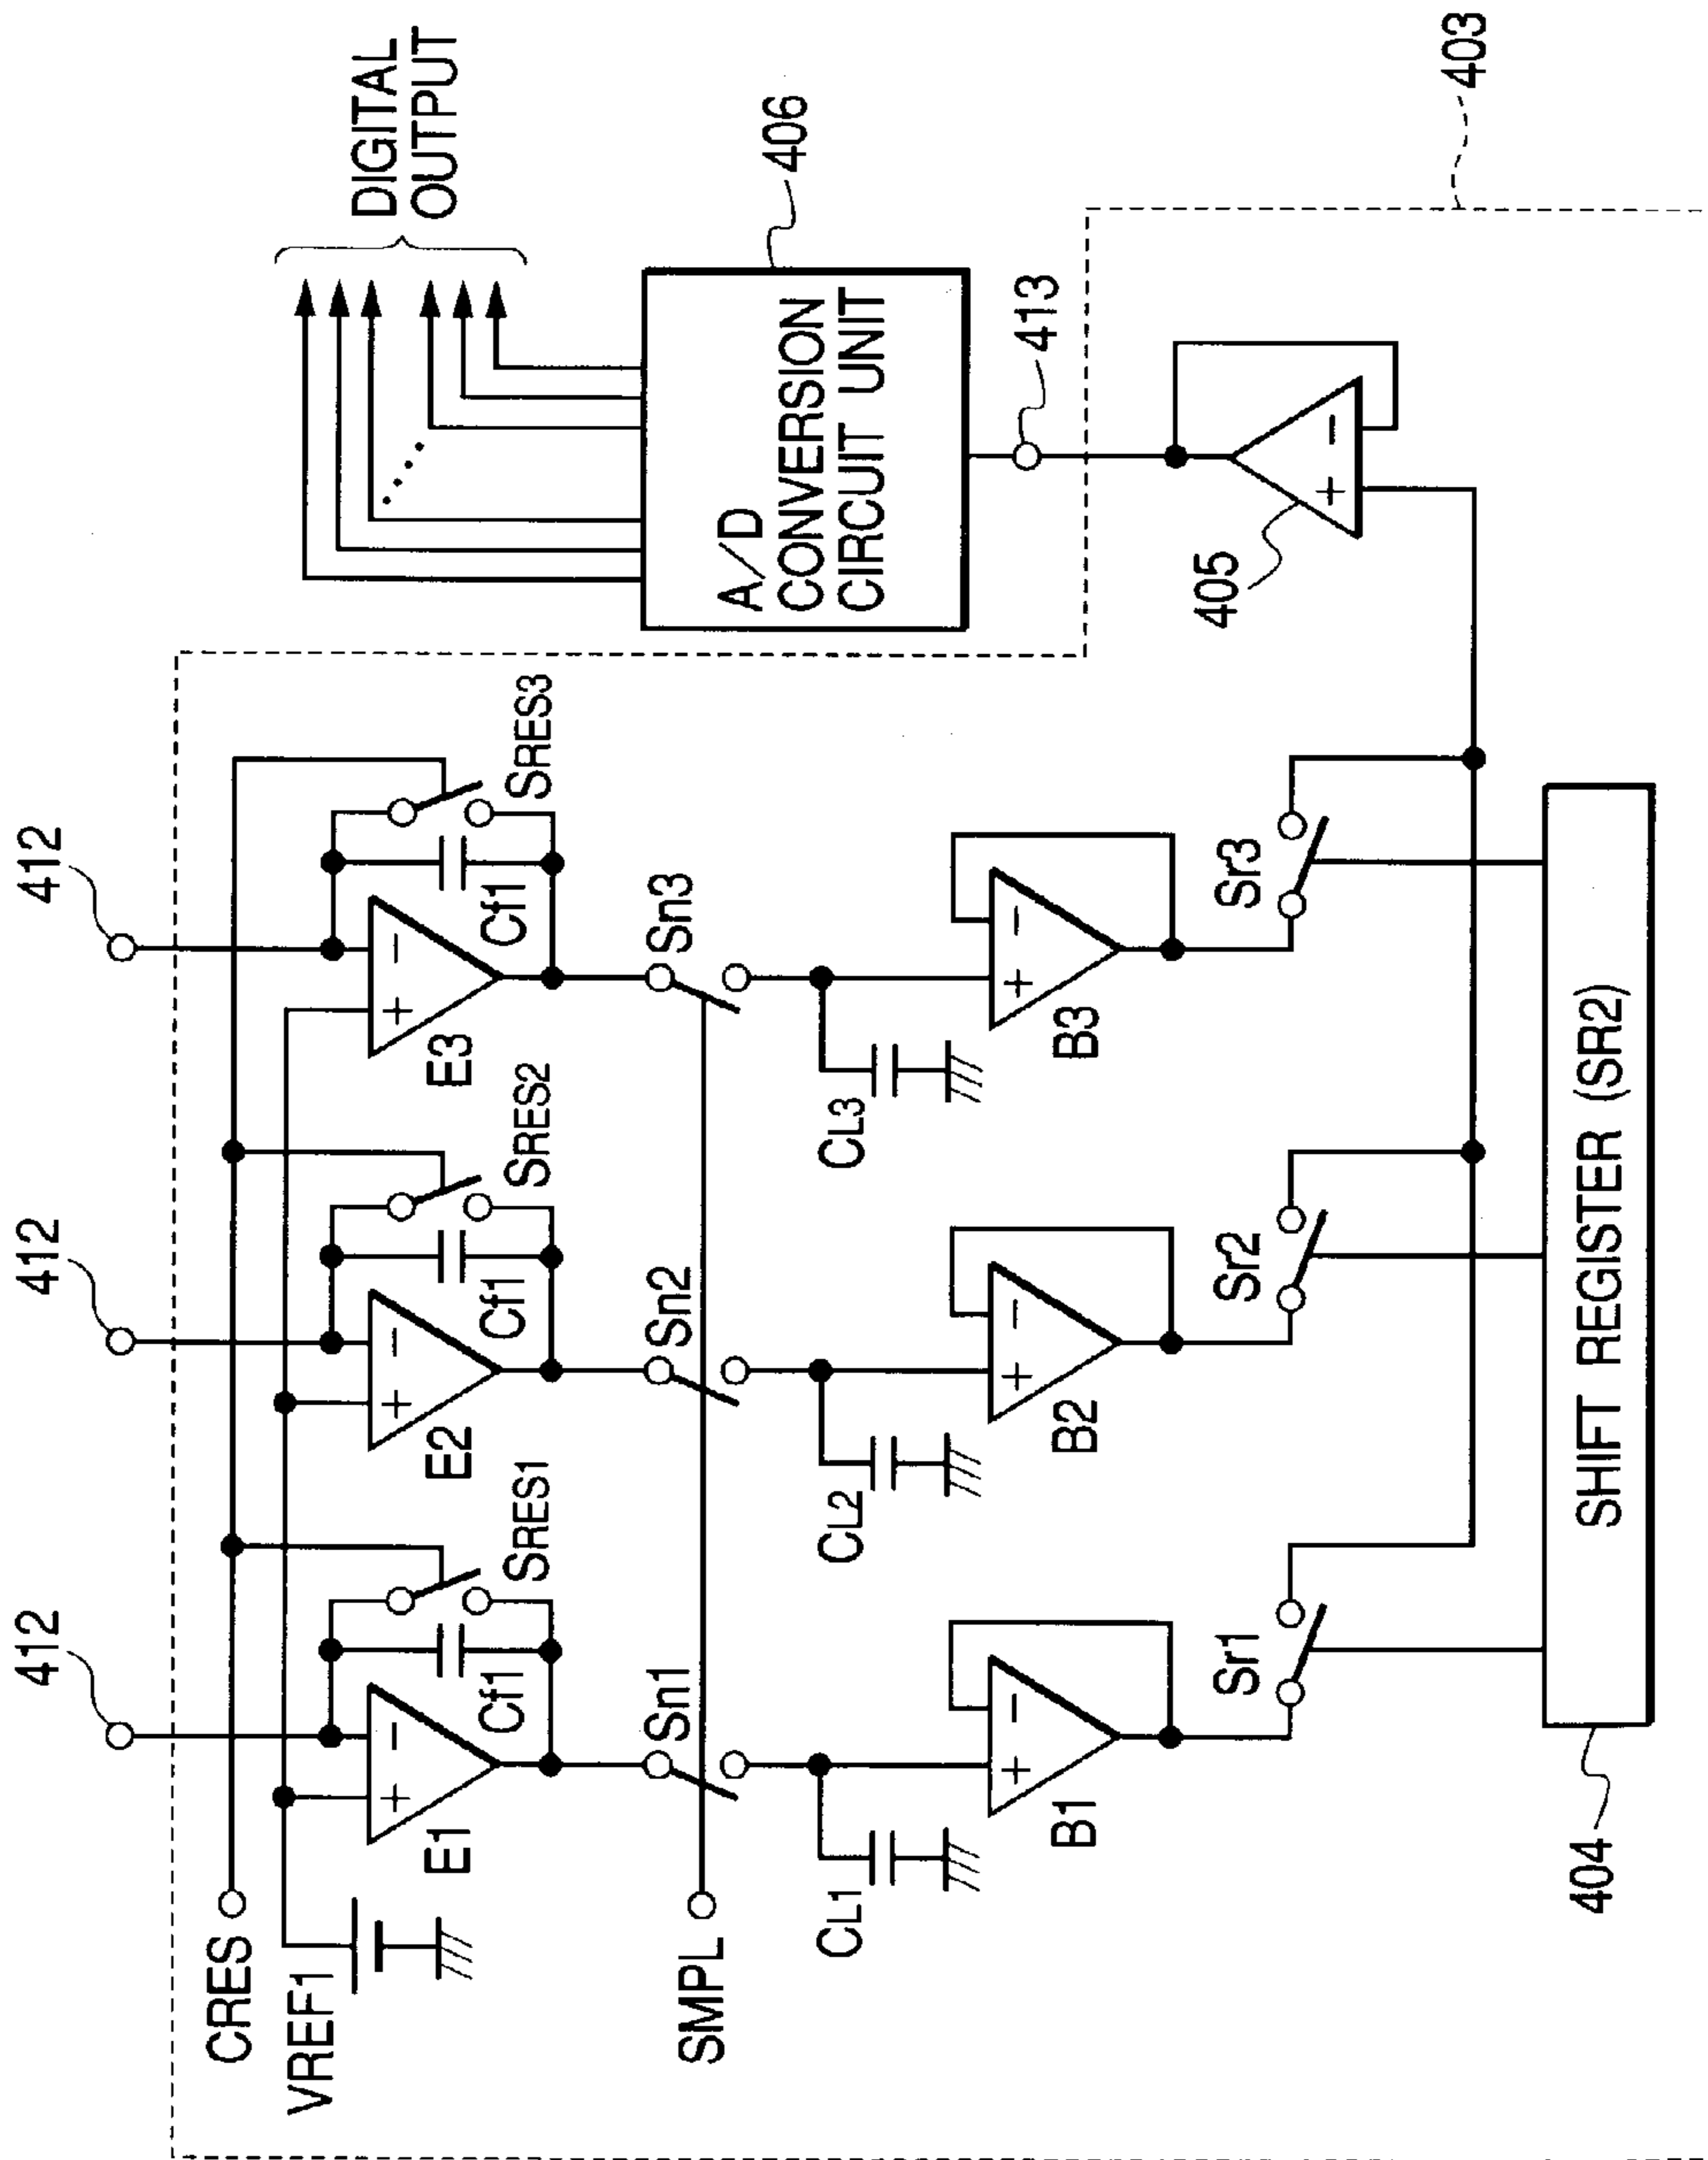 412
412
412
CRES
VREF1
E1
Cf1
SRES1
E2
Cf1
SRES2
E3
Cf1
SRES3
DIGITAL
OUTPUT
SMPL
Sn1
Sn2
Sn3
A/D
CONVERSION
CIRCUIT UNIT
406
CL1
CL2
CL3
413
B1
B2
B3
405
Sr1
Sr2
Sr3
403
404
SHIFT REGISTER (SR2)
+
−
+
−
+
−
+
−
+
−
+
−
+
−